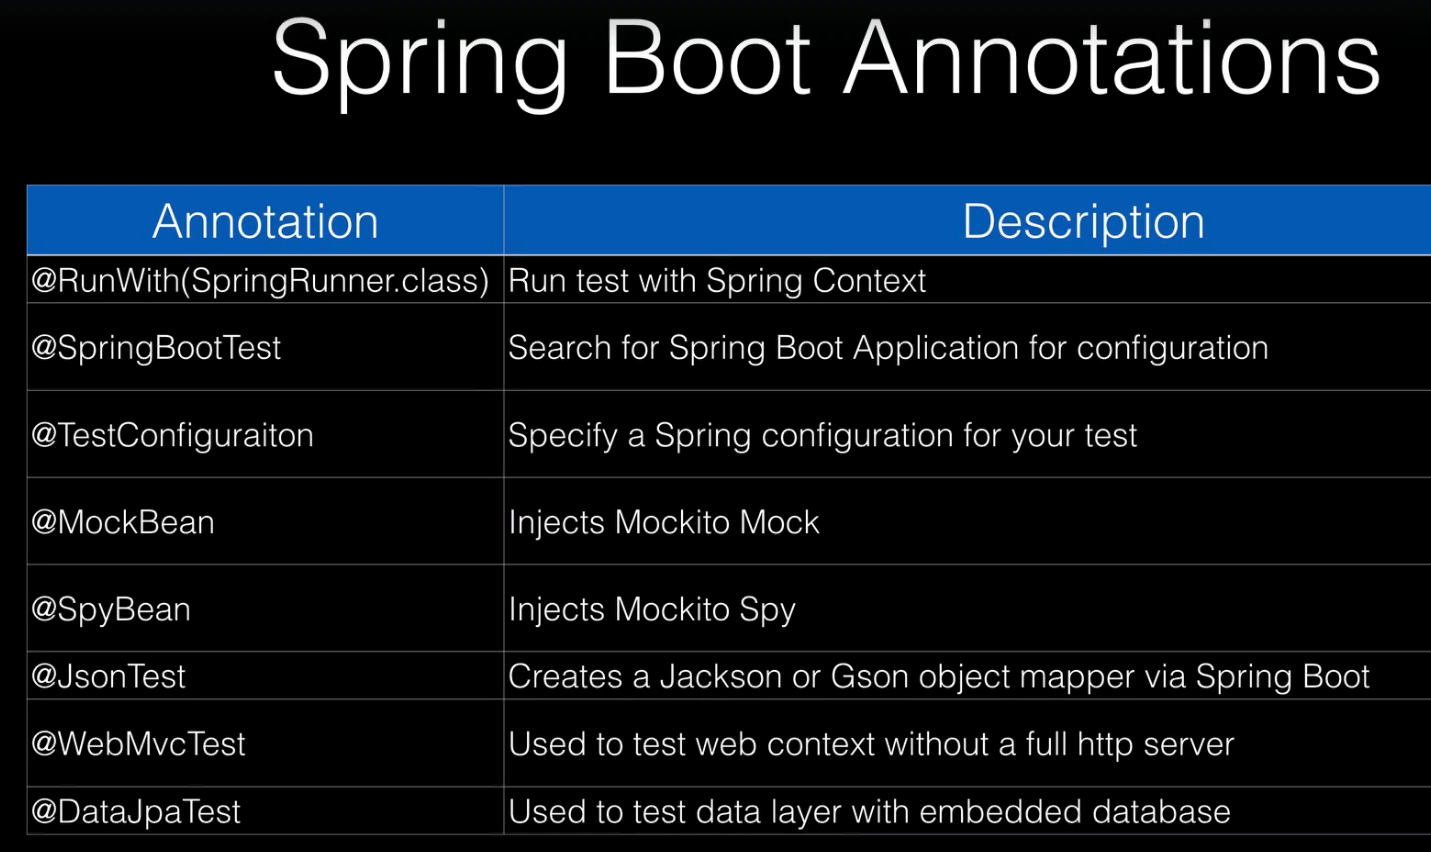 Spring Boot Annotations
Annotation Description
@RunWith(SpringRunner.class) Run test with Spring Context
@SpringBootTest Search for Spring Boot Application for configuration
@TestConfiguraiton Specify a Spring configuration for your test
@MockBean Injects Mockito Mock
@SpyBean Injects Mockito Spy
@JsonTest Creates a Jackson or Gson object mapper via Spring Boot
@WebMvcTest Used to test web context without a full http server
@DataJpaTest Used to test data layer with embedded database